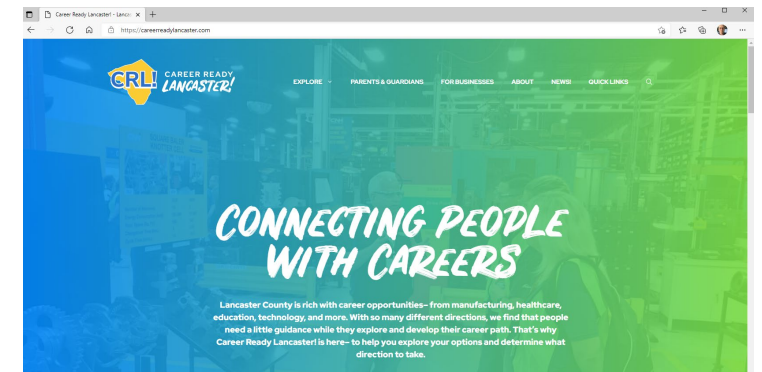 Career Ready Lancaster! - Lanca
https://careerreadylancaster.com
CRL!
CAREER READY
LANCASTER!
EXPLORE
PARENTS & GUARDIANS
FOR BUSINESSES
ABOUT
NEWS!
QUICK LINKS
CONNECTING PEOPLE
WITH CAREERS
Lancaster County is rich with career opportunities– from manufacturing, healthcare,
education, technology, and more. With so many different directions, we find that people
need a little guidance while they explore and develop their career path. That's why
Career Ready Lancaster! is here– to help you explore your options and determine what
direction to take.